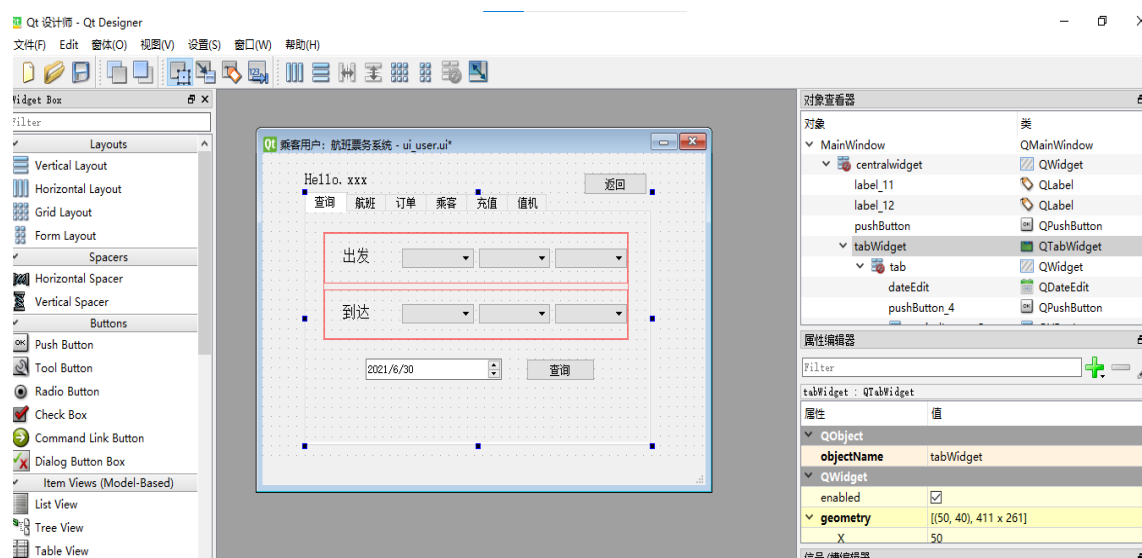 Qt 设计师 - Qt Designer
文件(F) Edit 窗体(O) 视图(V) 设置(S) 窗口(W) 帮助(H)
Widget Box
Filter
Layouts
Vertical Layout
Horizontal Layout
Grid Layout
Form Layout
Spacers
Horizontal Spacer
Vertical Spacer
Buttons
Push Button
Tool Button
Radio Button
Check Box
Command Link Button
Dialog Button Box
Item Views (Model-Based)
List View
Tree View
Table View
Qt 乘客用户：航班票务系统 - ui_user.ui*
Hello. xxx
返回
查询 航班 订单 乘客 充值 值机
出发
到达
2021/6/30 查询
对象查看器
对象 类
MainWindow QMainWindow
centralwidget QWidget
label_11 QLabel
label_12 QLabel
pushButton QPushButton
tabWidget QTabWidget
tab QWidget
dateEdit QDateEdit
pushButton_4 QPushButton
属性编辑器
Filter
tabWidget : QTabWidget
属性 值
QObject
objectName tabWidget
QWidget
enabled
geometry [(50, 40), 411 x 261]
X 50